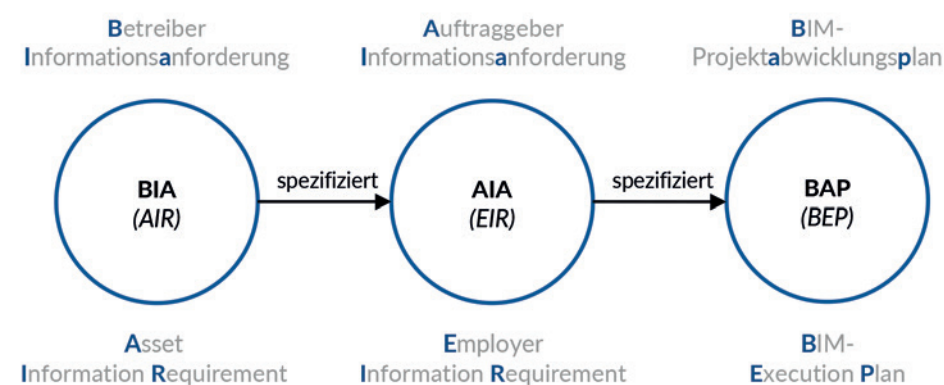 Betreiber
Informationsanforderung
Auftraggeber
Informationsanforderung
BIM-
Projektabwicklungsplan
BIA
(AIR)
spezifiziert
AIA
(EIR)
spezifiziert
BAP
(BEP)
Asset
Information Requirement
Employer
Information Requirement
BIM-
Execution Plan